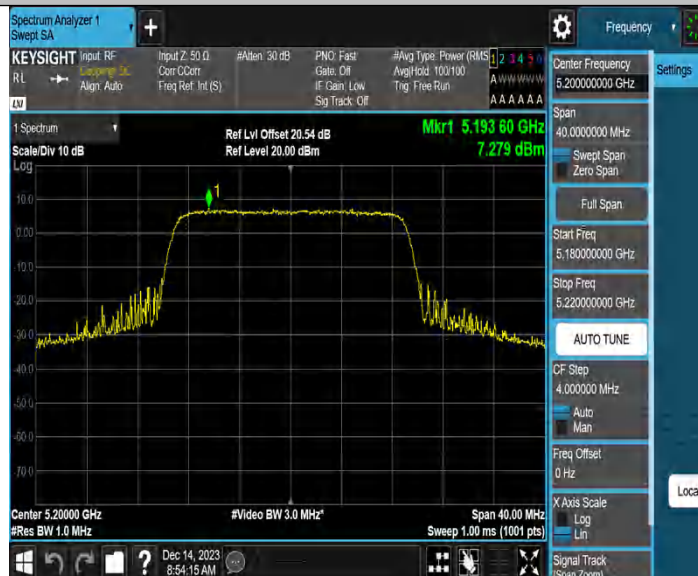 Spectrum Analyzer 1
Swept SA
+
Frequency
KEYSIGHT
RL
Input: RF
Coupling: DC
Align: Auto
Input Z: 50 Ω
Corr CCorr
Freq Ref: Int (S)
#Atten: 30 dB
PNO: Fast
Gate: Off
IF Gain: Low
Sig Track: Off
#Avg Type: Power (RMS
Avg|Hold: 100/100
Trig: Free Run
1 2 3 4 5 6
A W W W W W
A A A A A A
LXI
1 Spectrum
Scale/Div 10 dB
Ref Lvl Offset 20.54 dB
Ref Level 20.00 dBm
Mkr1 5.193 60 GHz
7.279 dBm
Log
10.0
0.00
-10.0
-20.0
-30.0
-40.0
-50.0
-60.0
-70.0
1
Center 5.20000 GHz
#Res BW 1.0 MHz
#Video BW 3.0 MHz*
Span 40.00 MHz
Sweep 1.00 ms (1001 pts)
?
Dec 14, 2023
8:54:15 AM
Center Frequency
5.200000000 GHz
Settings
Span
40.0000000 MHz
Swept Span
Zero Span
Full Span
Start Freq
5.180000000 GHz
Stop Freq
5.220000000 GHz
AUTO TUNE
CF Step
4.000000 MHz
Auto
Man
Freq Offset
0 Hz
X Axis Scale
Log
Lin
Loca
Signal Track
(Span Zoom)